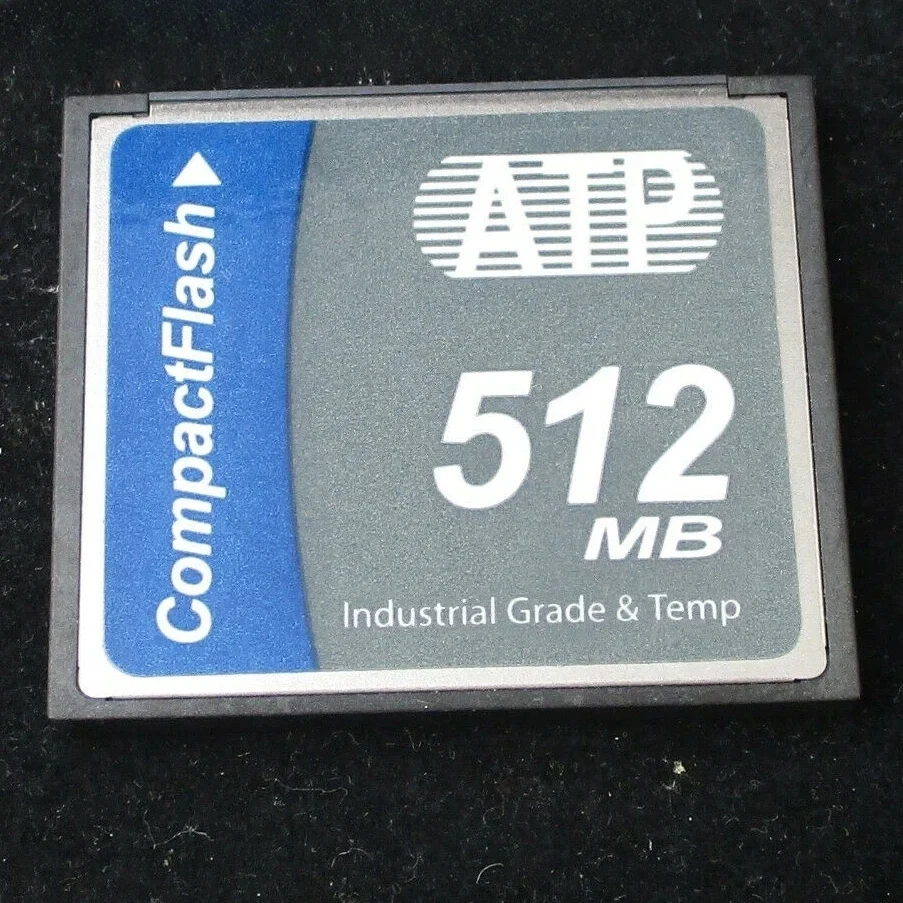 CompactFlash
ATP
512
MB
Industrial Grade & Temp